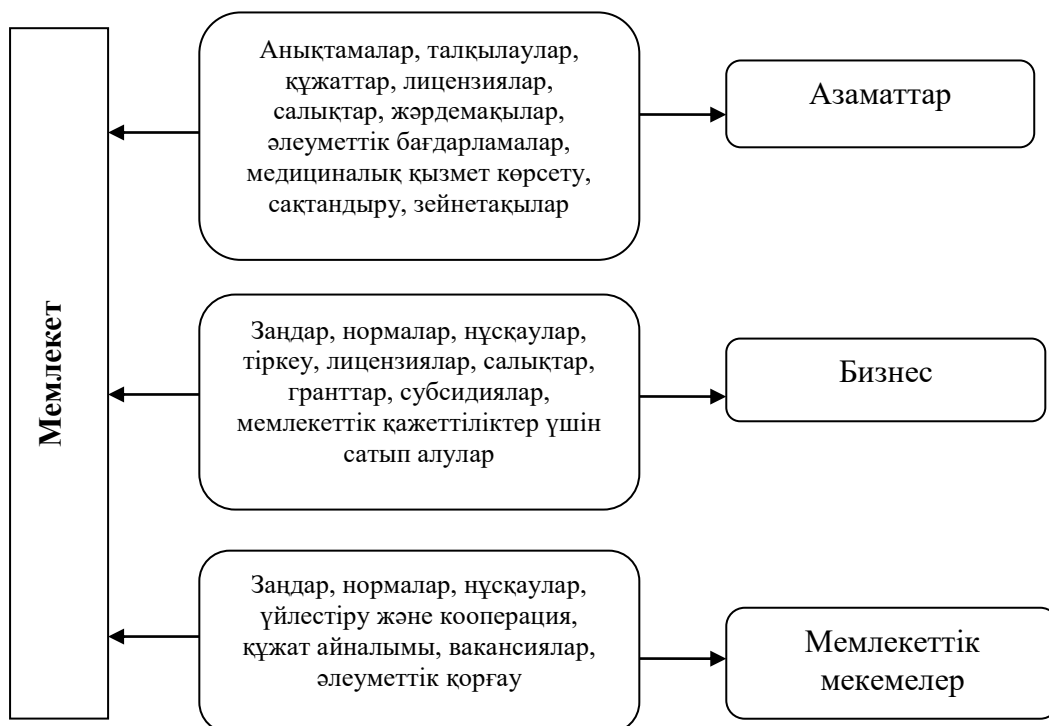 Мемлекет
Анықтамалар, талқылаулар,
құжаттар, лицензиялар,
салықтар, жәрдемақылар,
әлеуметтік бағдарламалар,
медициналық қызмет көрсету,
сақтандыру, зейнетақылар
Азаматтар
Заңдар, нормалар, нұсқаулар,
тіркеу, лицензиялар, салықтар,
гранттар, субсидиялар,
мемлекеттік қажеттіліктер үшін
сатып алулар
Бизнес
Заңдар, нормалар, нұсқаулар,
үйлестіру және кооперация,
құжат айналымы, вакансиялар,
әлеуметтік қорғау
Мемлекеттік
мекемелер